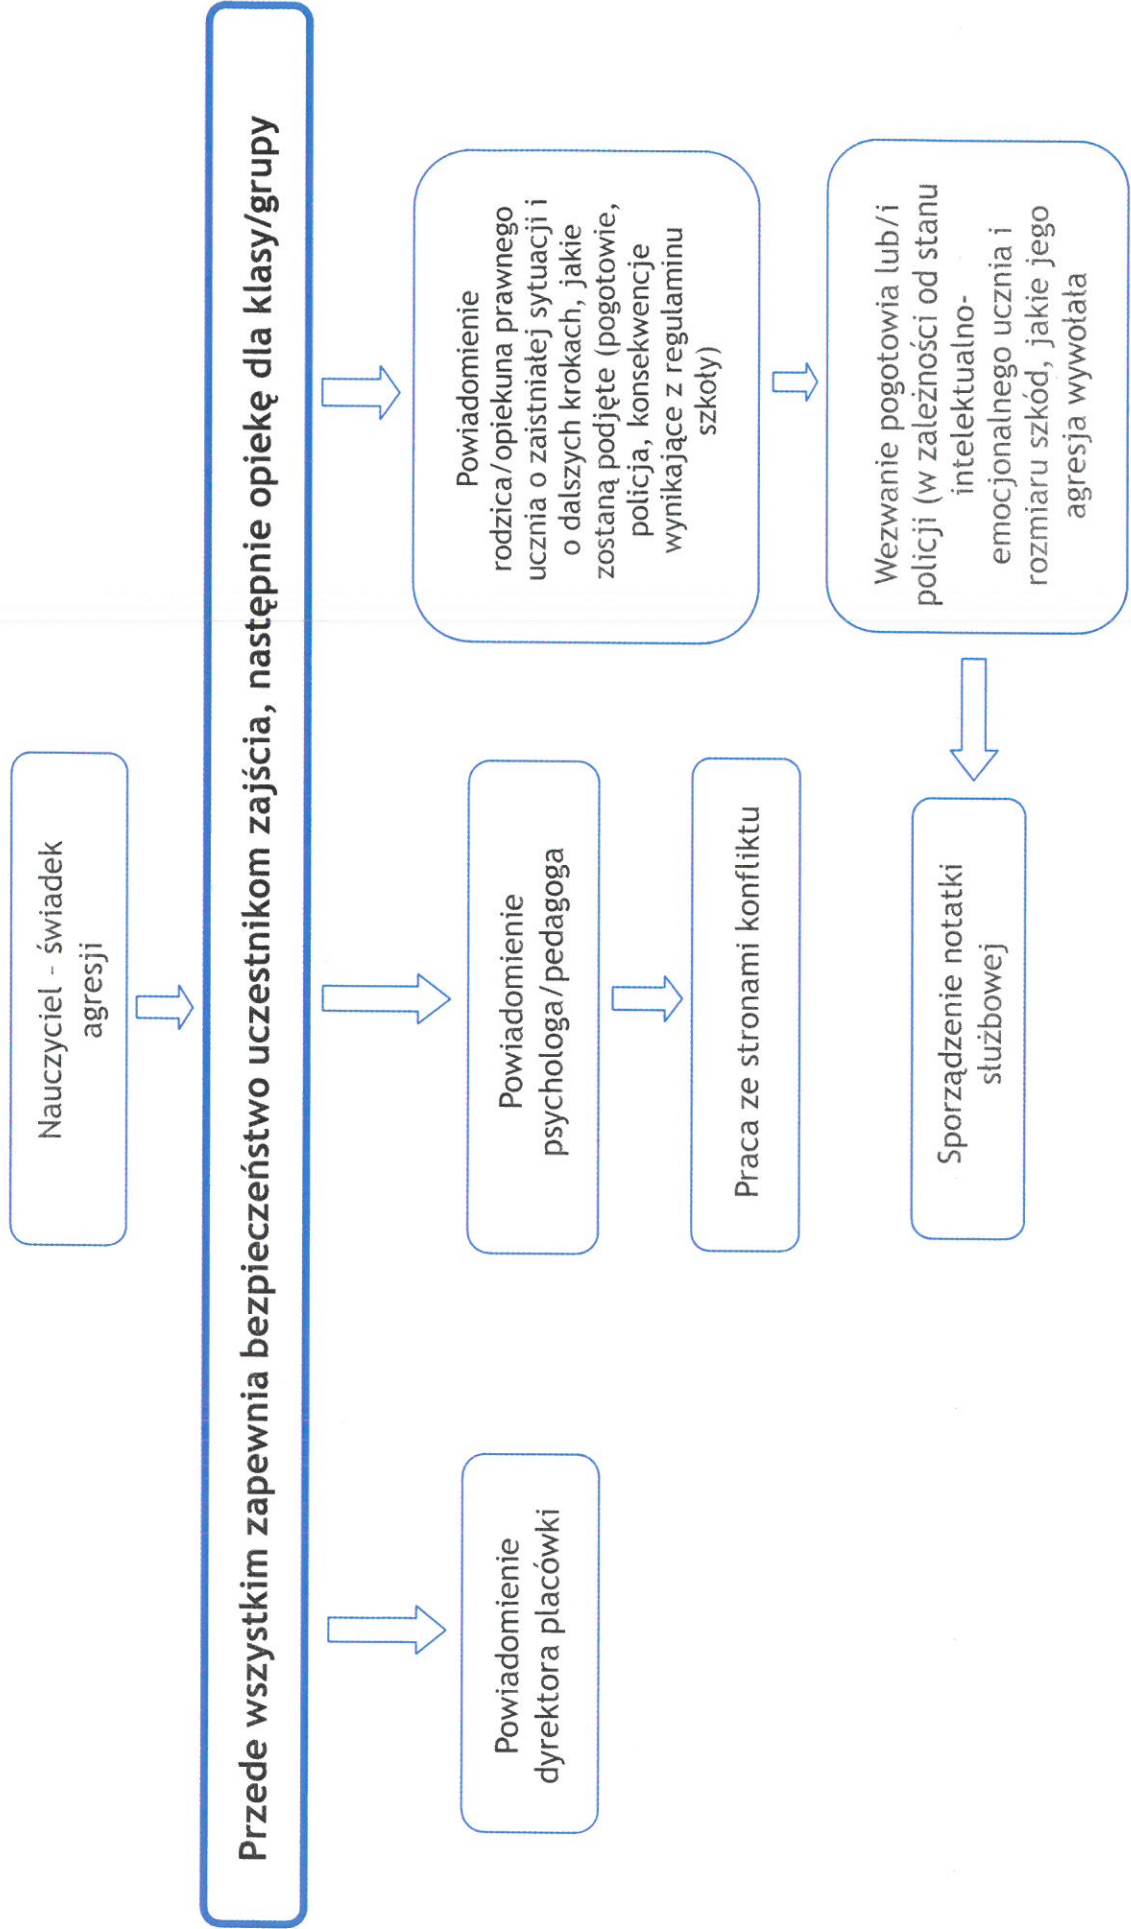 Nauczyciel - świadek
agresji
Przede wszystkim zapewnia bezpieczeństwo uczestnikom zajścia, następnie opiekę dla klasy/grupy
Powiadomienie
dyrektora placówki
Powiadomienie
psychologa/pedagoga
Praca ze stronami konfliktu
Powiadomienie
rodzica/opiekuna prawnego
ucznia o zaistniałej sytuacji i
o dalszych krokach, jakie
zostaną podjęte (pogotowie,
policja, konsekwencje
wynikające z regulaminu
szkoły)
Wezwanie pogotowia lub/i
policji (w zależności od stanu
intelektualno-
emocjonalnego ucznia i
rozmiaru szkód, jakie jego
agresja wywołała
Sporządzenie notatki
służbowej